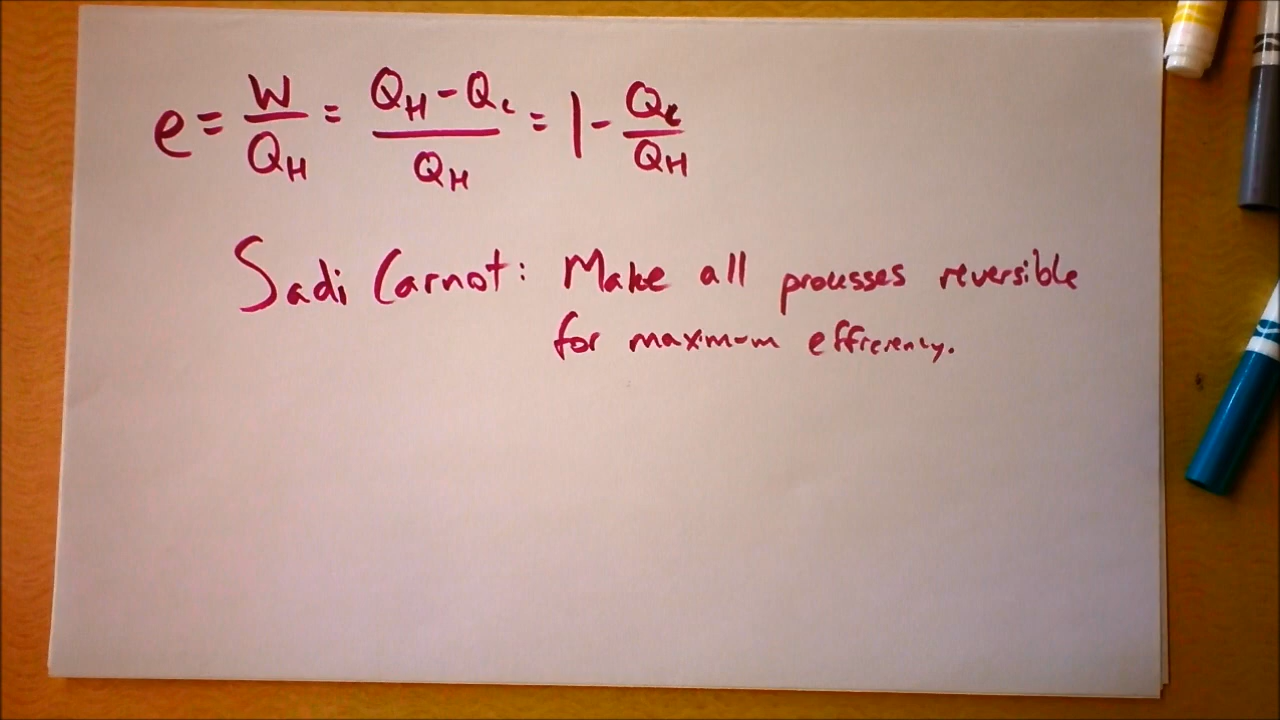 e = W/Q_H = (Q_H - Q_c)/Q_H = 1 - Q_c/Q_H
Sadi Carnot: Make all processes reversible
for maximum efficiency.